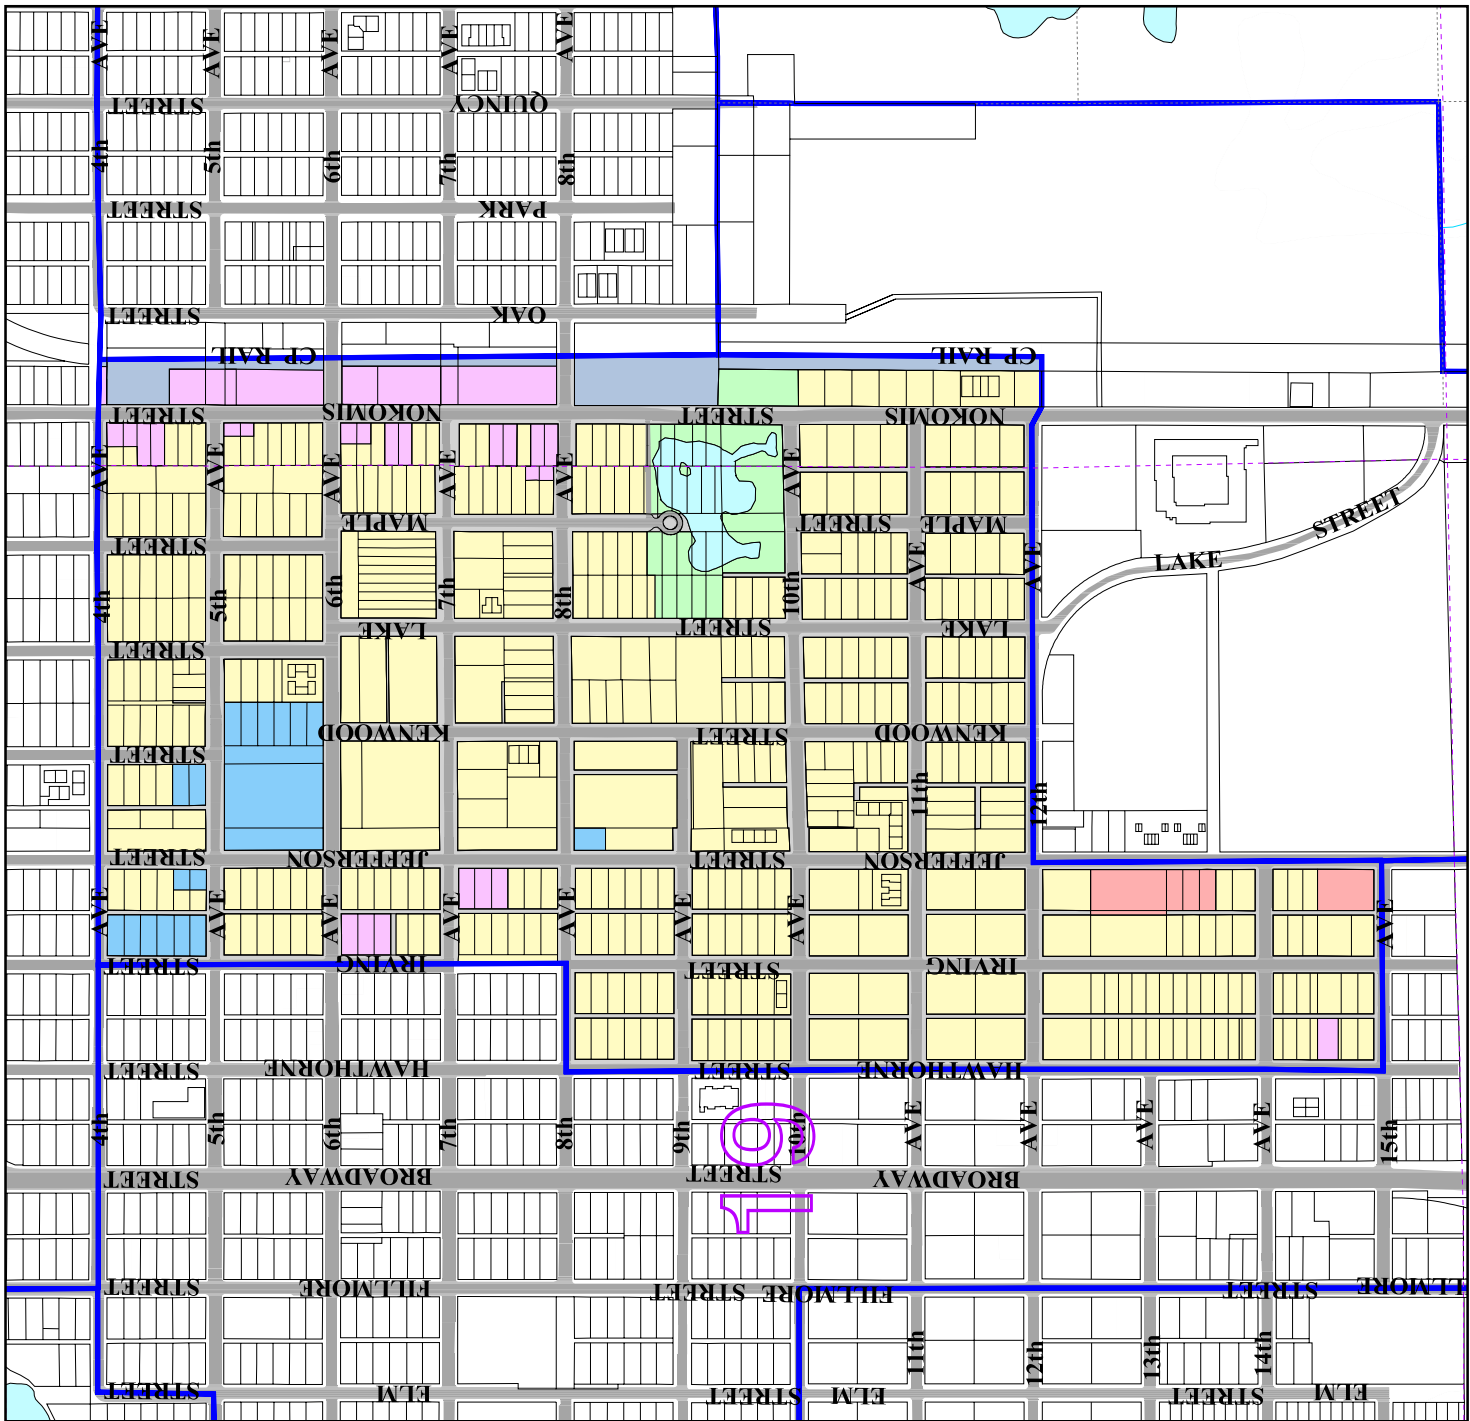 AVE AVE AVE AVE AVE
STREET QUINCY
4th 5th 6th 7th 8th
STREET PARK
STREET OAK
CP RAIL CP RAIL
STREET NOKOMIS STREET NOKOMIS
AVE AVE AVE AVE AVE AVE
MAPLE STREET MAPLE
STREET LAKE STREET
AVE AVE
4th 5th 6th 7th 8th 10th
LAKE STREET LAKE
STREET
KENWOOD STREET KENWOOD
STREET
11th 12th
STREET JEFFERSON STREET JEFFERSON
AVE AVE AVE AVE AVE AVE AVE AVE
STREET IRVING STREET IRVING
STREET HAWTHORNE STREET HAWTHORNE
4th 5th 6th 7th 8th 9th 10th AVE AVE AVE AVE 15th
19
STREET BROADWAY STREET BROADWAY
STREET FILLMORE STREET FILLMORE STREET LLMORE
11th 12th 13th 14th
STREET ELM STREET ELM STREET ELM